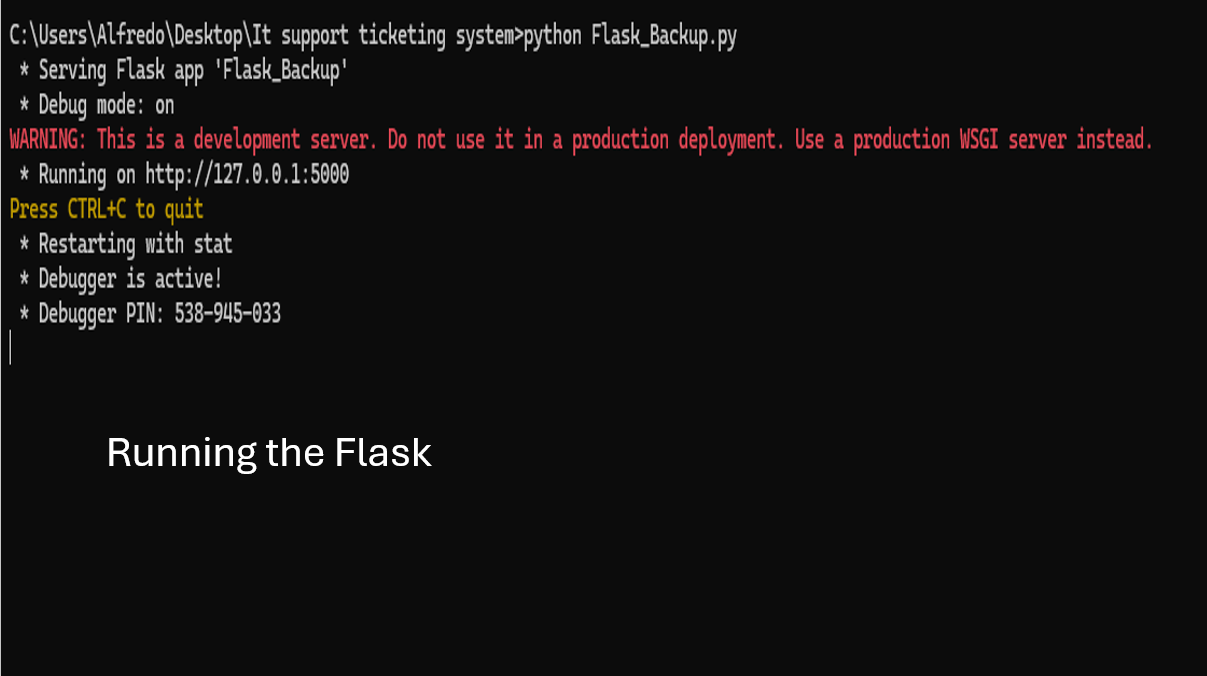 C:\Users\Alfredo\Desktop\It support ticketing system>python Flask_Backup.py
* Serving Flask app 'Flask_Backup'
* Debug mode: on
WARNING: This is a development server. Do not use it in a production deployment. Use a production WSGI server instead.
* Running on http://127.0.0.1:5000
Press CTRL+C to quit
* Restarting with stat
* Debugger is active!
* Debugger PIN: 538-945-033
Running the Flask